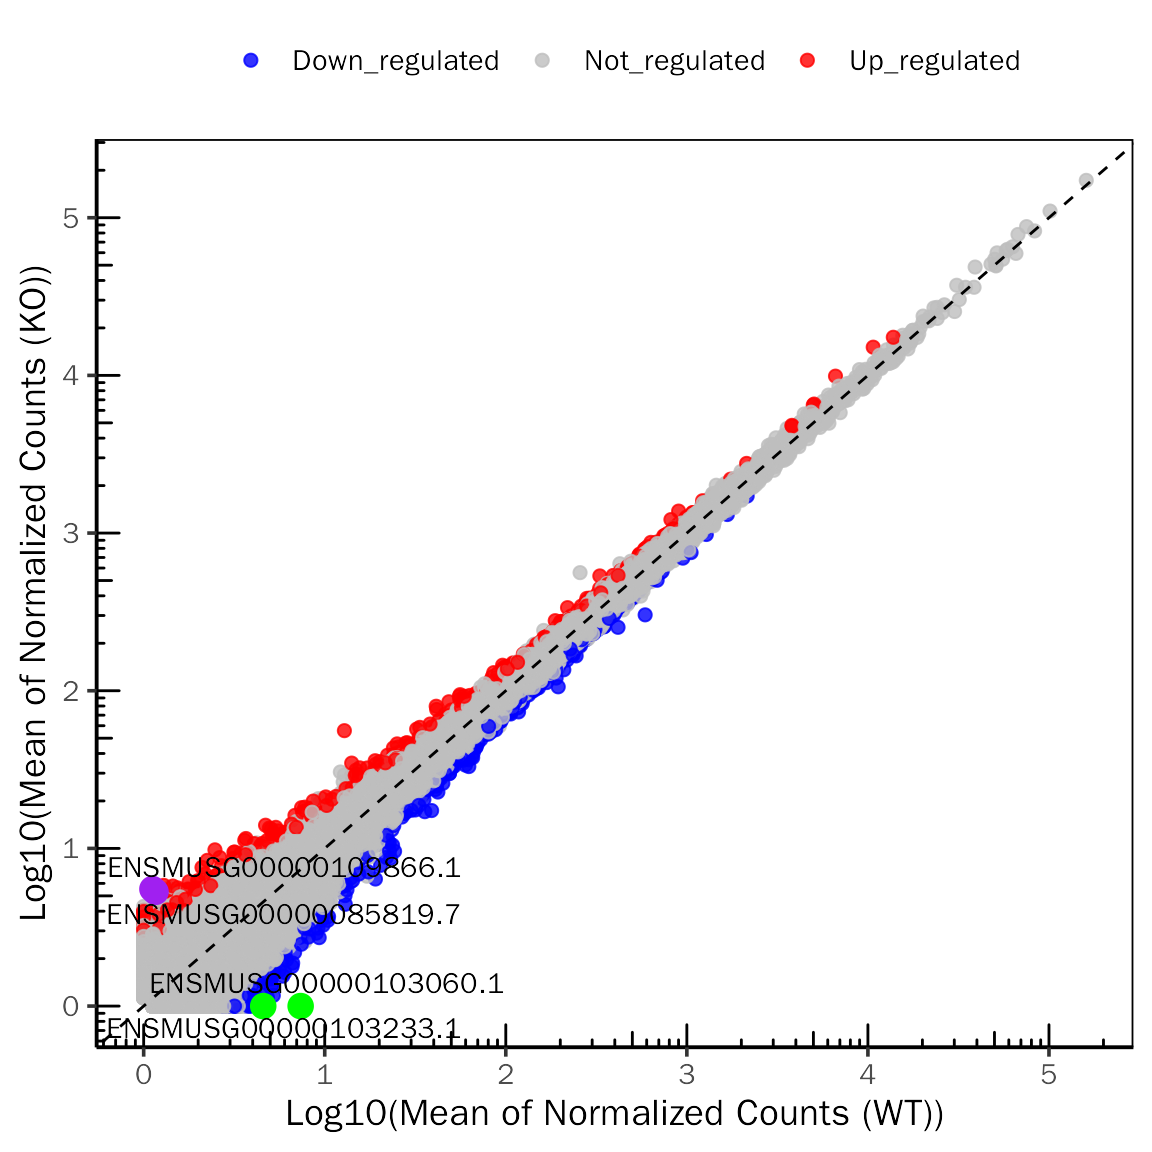 Down_regulated Not_regulated Up_regulated
Log10(Mean of Normalized Counts (KO))
5
4
3
2
1
0
ENSMUSG00000109866.1
ENSMUSG00000085819.7
ENSMUSG00000103060.1
ENSMUSG00000103233.1
0 1 2 3 4 5
Log10(Mean of Normalized Counts (WT))